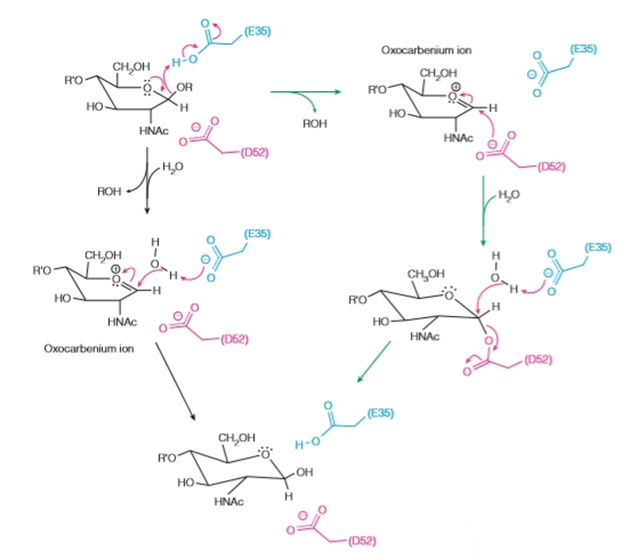 O
(E35)
H-O
CH₂OH
R'O
O
OR
HO
H
HNAc
⊖ O
O
(D52)
ROH
Oxocarbenium ion
CH₂OH
⊕
R'O
O
H
HO
HNAc
O
⊖
O
(E35)
⊖ O
O
(D52)
H₂O
ROH
H₂O
CH₂OH
⊕
R'O
O
H
HO
HNAc
H
O
H
O
⊖
O
(E35)
⊖ O
O
(D52)
Oxocarbenium ion
CH₃OH
R'O
O
H
HO
HNAc
O
O
(D52)
H
O
H
O
⊖
O
(E35)
O
(E35)
H-O
CH₂OH
R'O
O
OH
HO
H
HNAc
⊖ O
O
(D52)